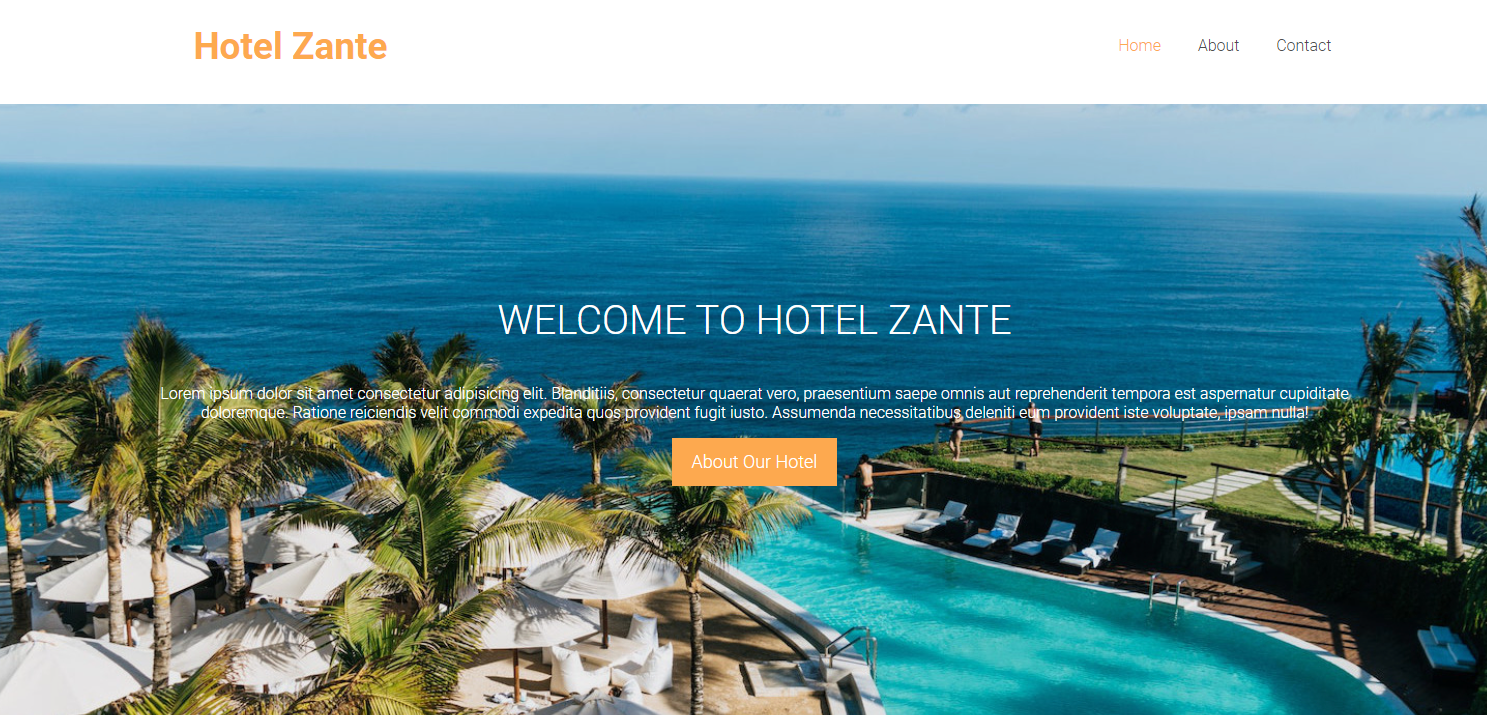 Hotel Zante
Home About Contact
WELCOME TO HOTEL ZANTE
Lorem ipsum dolor sit amet consectetur adipisicing elit. Blanditiis, consectetur quaerat vero, praesentium saepe omnis aut reprehenderit tempora est aspernatur cupiditate
doloremque. Ratione reiciendis velit commodi expedita quos provident fugit iusto. Assumenda necessitatibus deleniti eum provident iste voluptate, ipsam nulla!
About Our Hotel